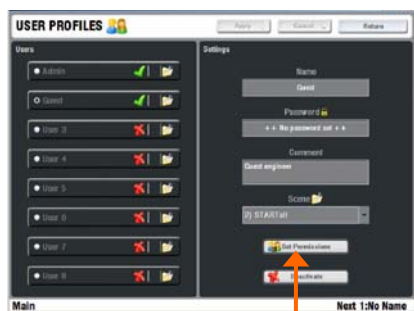 USER PROFILES
Apply Cancel Return
Users
Admin
Guest
User 3
User 4
User 5
User 6
User 7
User 8
Settings
Name
Guest
Password
++ No password set ++
Comment
Guest engineer
Scene
2) STARTall
Set Permissions
Deactivate
Main
Next 1:No Name